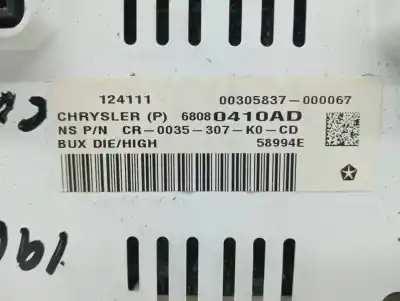 124111 00305837-000067
CHRYSLER (P) 68080410AD
NS P/N CR-0035-307-K0-CD
BUX DIE/HIGH 58994E